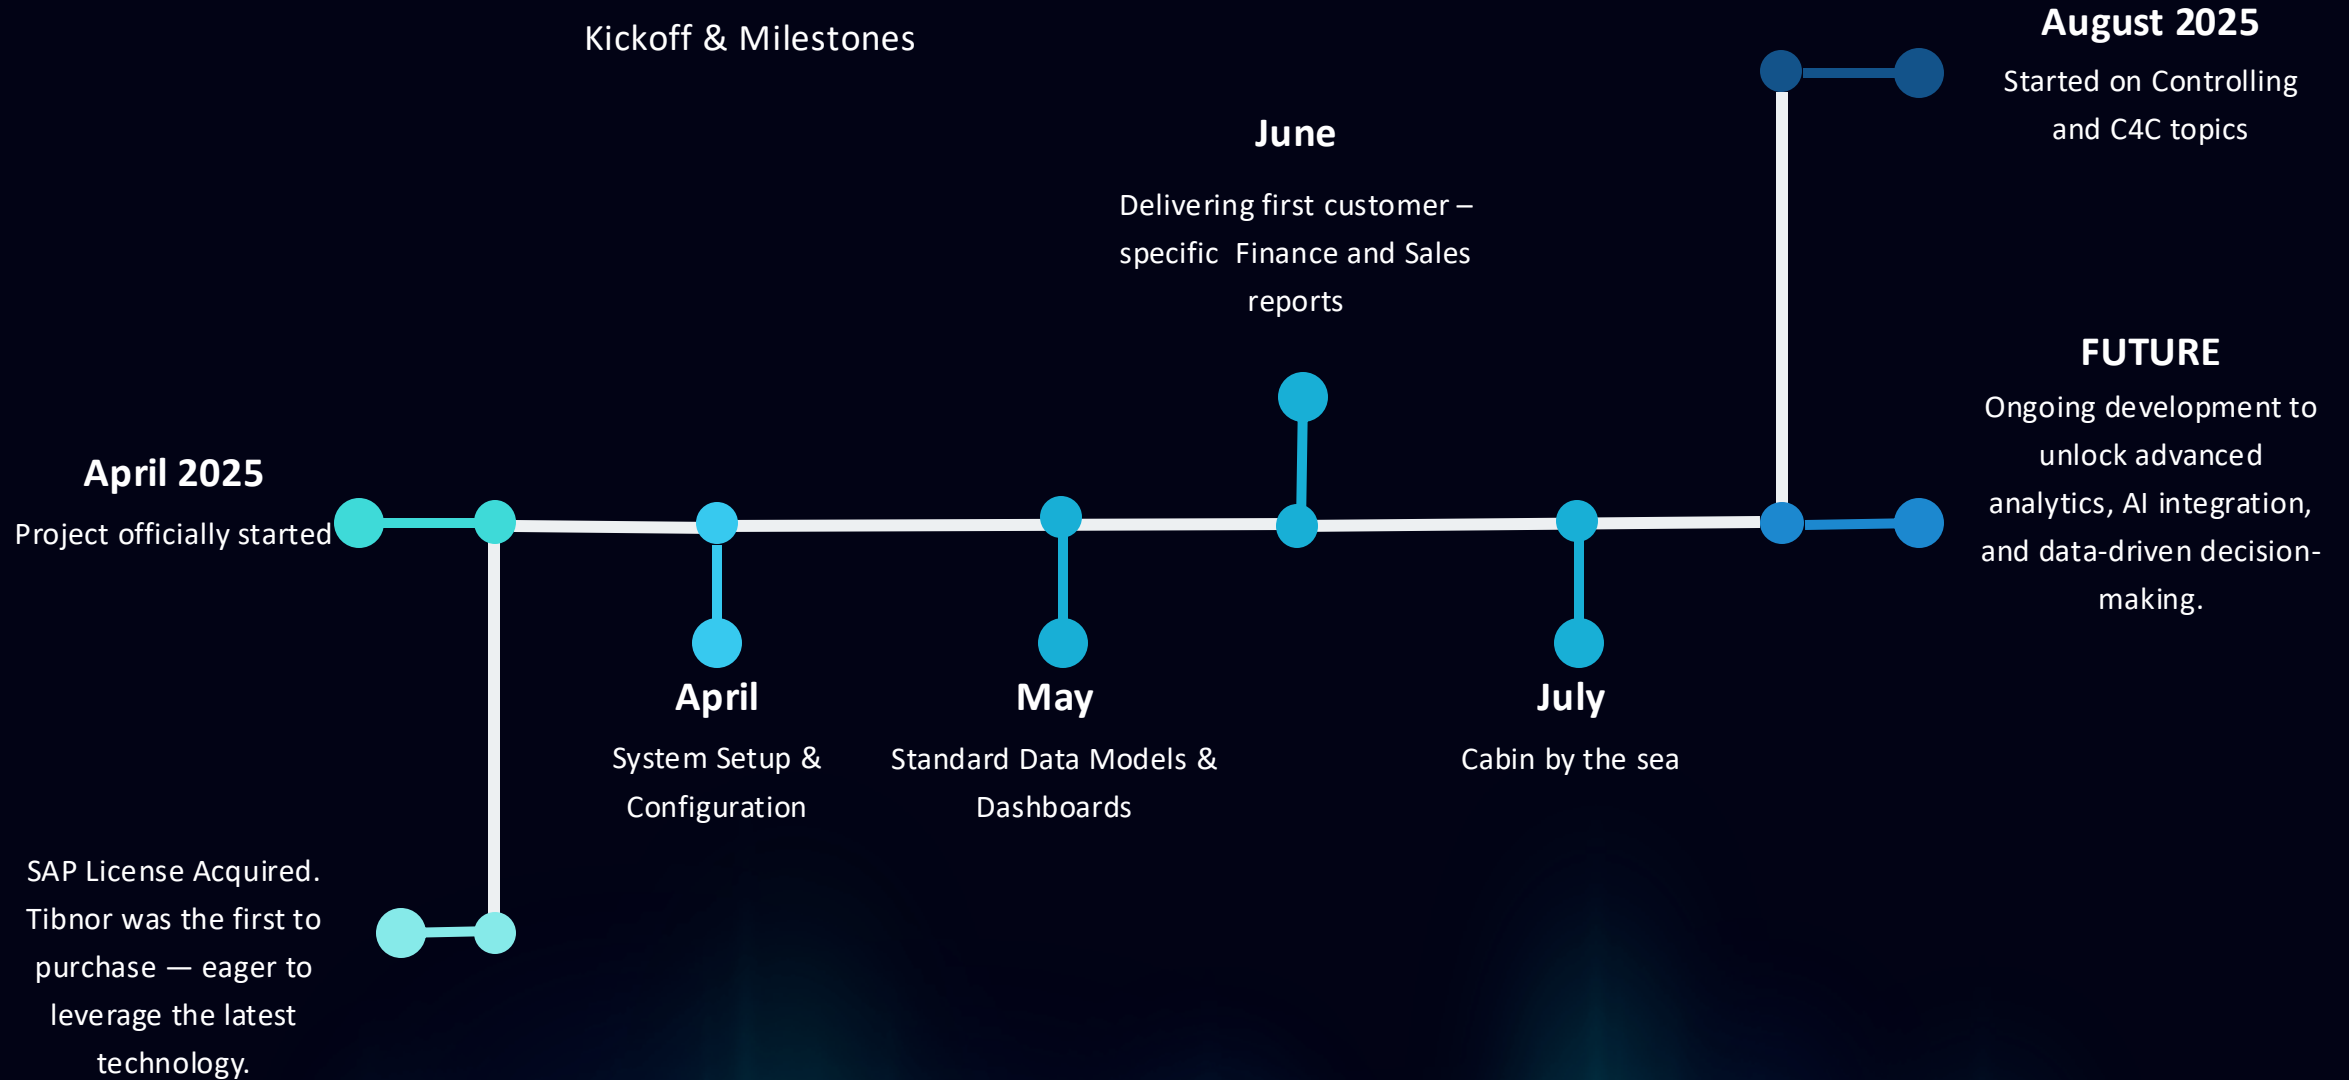 Kickoff & Milestones
April 2025
Project officially started
SAP License Acquired.
Tibnor was the first to
purchase — eager to
leverage the latest
technology.
April
System Setup &
Configuration
May
Standard Data Models &
Dashboards
June
Delivering first customer –
specific  Finance and Sales
reports
July
Cabin by the sea
August 2025
Started on Controlling
and C4C topics
FUTURE
Ongoing development to
unlock advanced
analytics, AI integration,
and data-driven decision-
making.